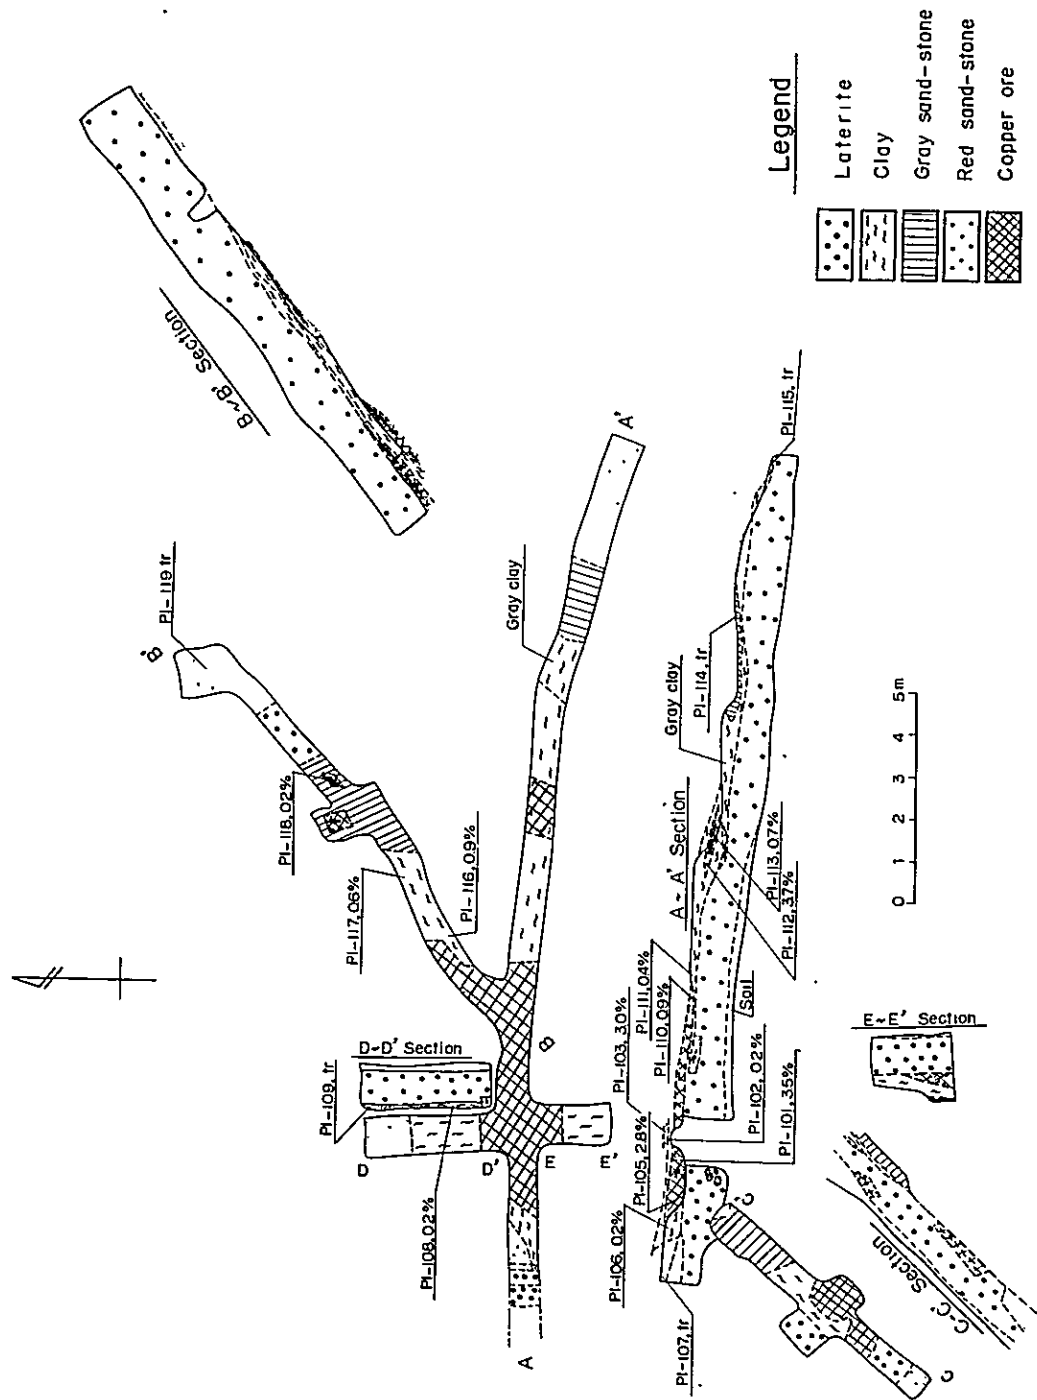 B~B' Section
Legend
Laterite
Clay
Gray sand-stone
Red sand-stone
Copper ore
PI-119 tr
B'
PI-118, 02%
PI-117, 06%
PI-116, 0.9%
Gray clay
A'
PI-109, tr
D~D' Section
D
D'
B
E
E'
PI-108, 02%
A
PI-103, 30%
PI-111, 04%
PI-110, 09%
A~A' Section
Gray clay
PI-114, tr
PI-115, tr
PI-113, 07%
PI-112, 37%
Soil
PI-102, 02%
PI-101, 35%
PI-105, 2.8%
PI-106, 02%
PI-107, tr
0 1 2 3 4 5m
E~E' Section
C'
C
C-C' Section